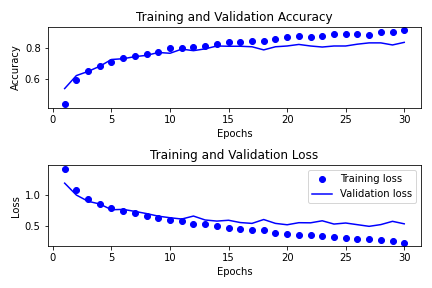 Training and Validation Accuracy
Accuracy
0.8
0.6
0 5 10 15 20 25 30
Epochs
Training and Validation Loss
Loss
1.0
0.5
Training loss
Validation loss
0 5 10 15 20 25 30
Epochs